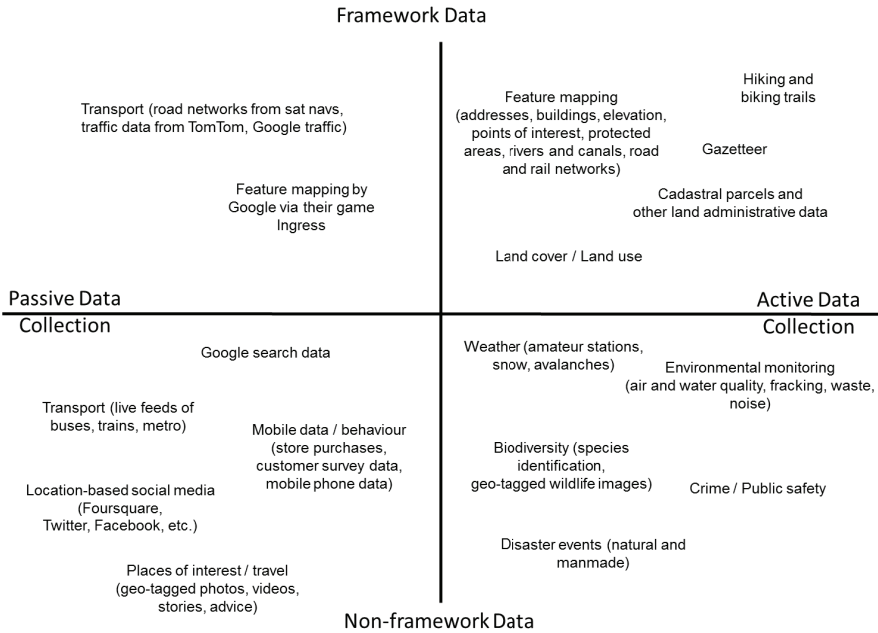 Framework Data
Transport (road networks from sat navs,
traffic data from TomTom, Google traffic)
Feature mapping by
Google via their game
Ingress
Feature mapping
(addresses, buildings, elevation,
points of interest, protected
areas, rivers and canals, road
and rail networks)
Hiking and
biking trails
Gazetteer
Cadastral parcels and
other land administrative data
Land cover / Land use
Passive Data
Collection
Active Data
Collection
Google search data
Transport (live feeds of
buses, trains, metro)
Mobile data / behaviour
(store purchases,
customer survey data,
mobile phone data)
Location-based social media
(Foursquare,
Twitter, Facebook, etc.)
Places of interest / travel
(geo-tagged photos, videos,
stories, advice)
Weather (amateur stations,
snow, avalanches)
Environmental monitoring
(air and water quality, fracking, waste,
noise)
Biodiversity (species
identification,
geo-tagged wildlife images)
Crime / Public safety
Disaster events (natural and
manmade)
Non-framework Data